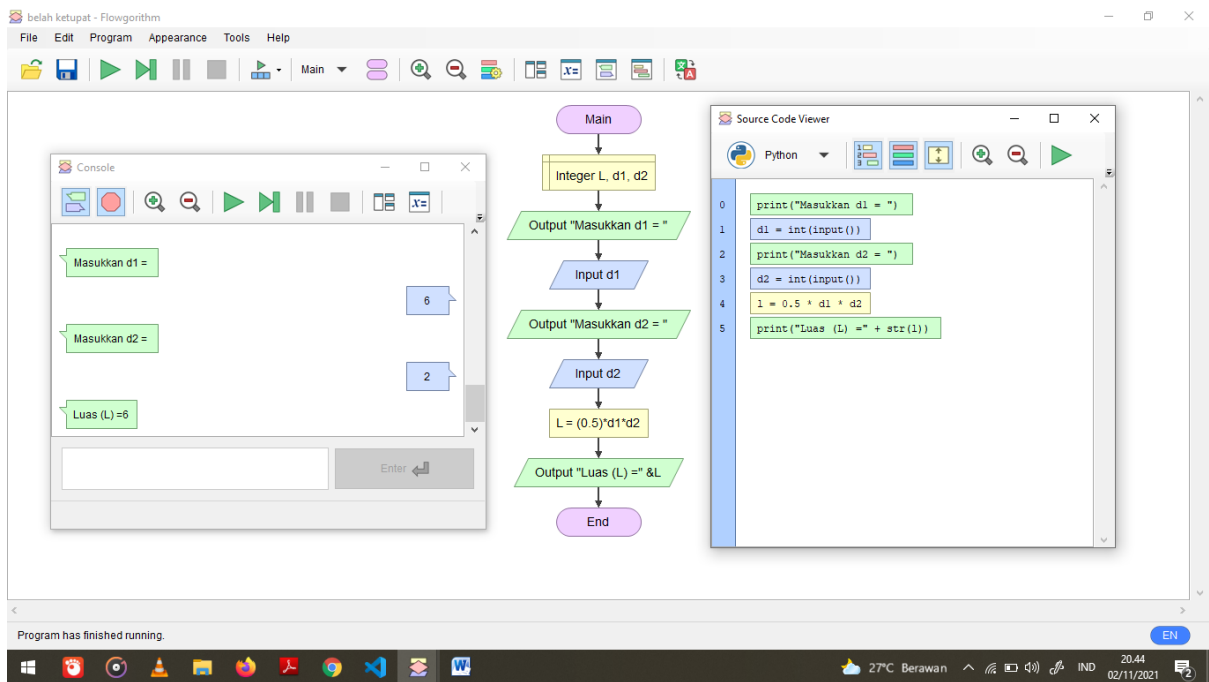 belah ketupat - Flowgorithm
File Edit Program Appearance Tools Help
Main
x=
Console
x=
Masukkan d1 =
6
Masukkan d2 =
2
Luas (L) =6
Enter
Main
Integer L, d1, d2
Output "Masukkan d1 = "
Input d1
Output "Masukkan d2 = "
Input d2
L = (0.5)*d1*d2
Output "Luas (L) =" &L
End
Source Code Viewer
Python
0 print("Masukkan d1 = ")
1 d1 = int(input())
2 print("Masukkan d2 = ")
3 d2 = int(input())
4 l = 0.5 * d1 * d2
5 print("Luas (L) =" + str(l))
Program has finished running.
EN
27°C Berawan
IND
20.44
02/11/2021
2